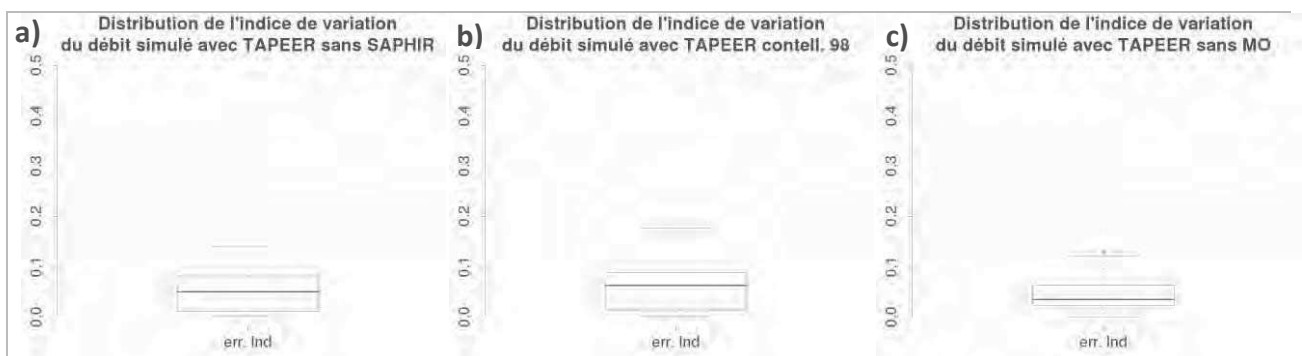 a) Distribution de l'indice de variation
du débit simulé avec TAPEER sans SAPHIR
0.5
0.4
0.3
0.2
0.1
0.0
err. Ind
b) Distribution de l'indice de variation
du débit simulé avec TAPEER contell. 98
0.5
0.4
0.3
0.2
0.1
0.0
err. Ind
c) Distribution de l'indice de variation
du débit simulé avec TAPEER sans MO
0.5
0.4
0.3
0.2
0.1
0.0
err. Ind